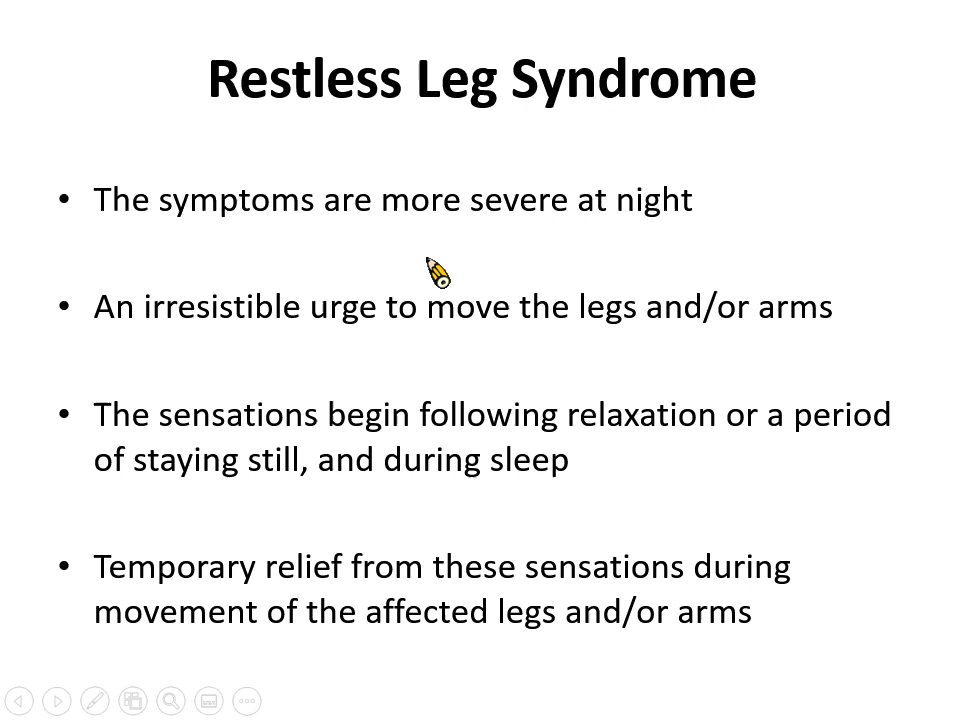 Restless Leg Syndrome
• The symptoms are more severe at night
• An irresistible urge to move the legs and/or arms
• The sensations begin following relaxation or a period
of staying still, and during sleep
• Temporary relief from these sensations during
movement of the affected legs and/or arms